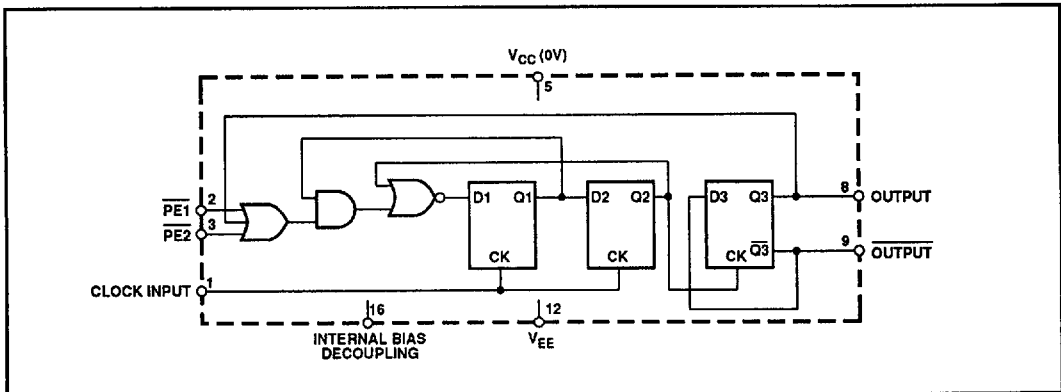 VCC (0V)
5
PE1
2
PE2
3
D1
Q1
CK
D2
Q2
CK
D3
Q3
CK
Q3
8
OUTPUT
9
OUTPUT
CLOCK INPUT
1
16
INTERNAL BIAS
DECOUPLING
12
VEE